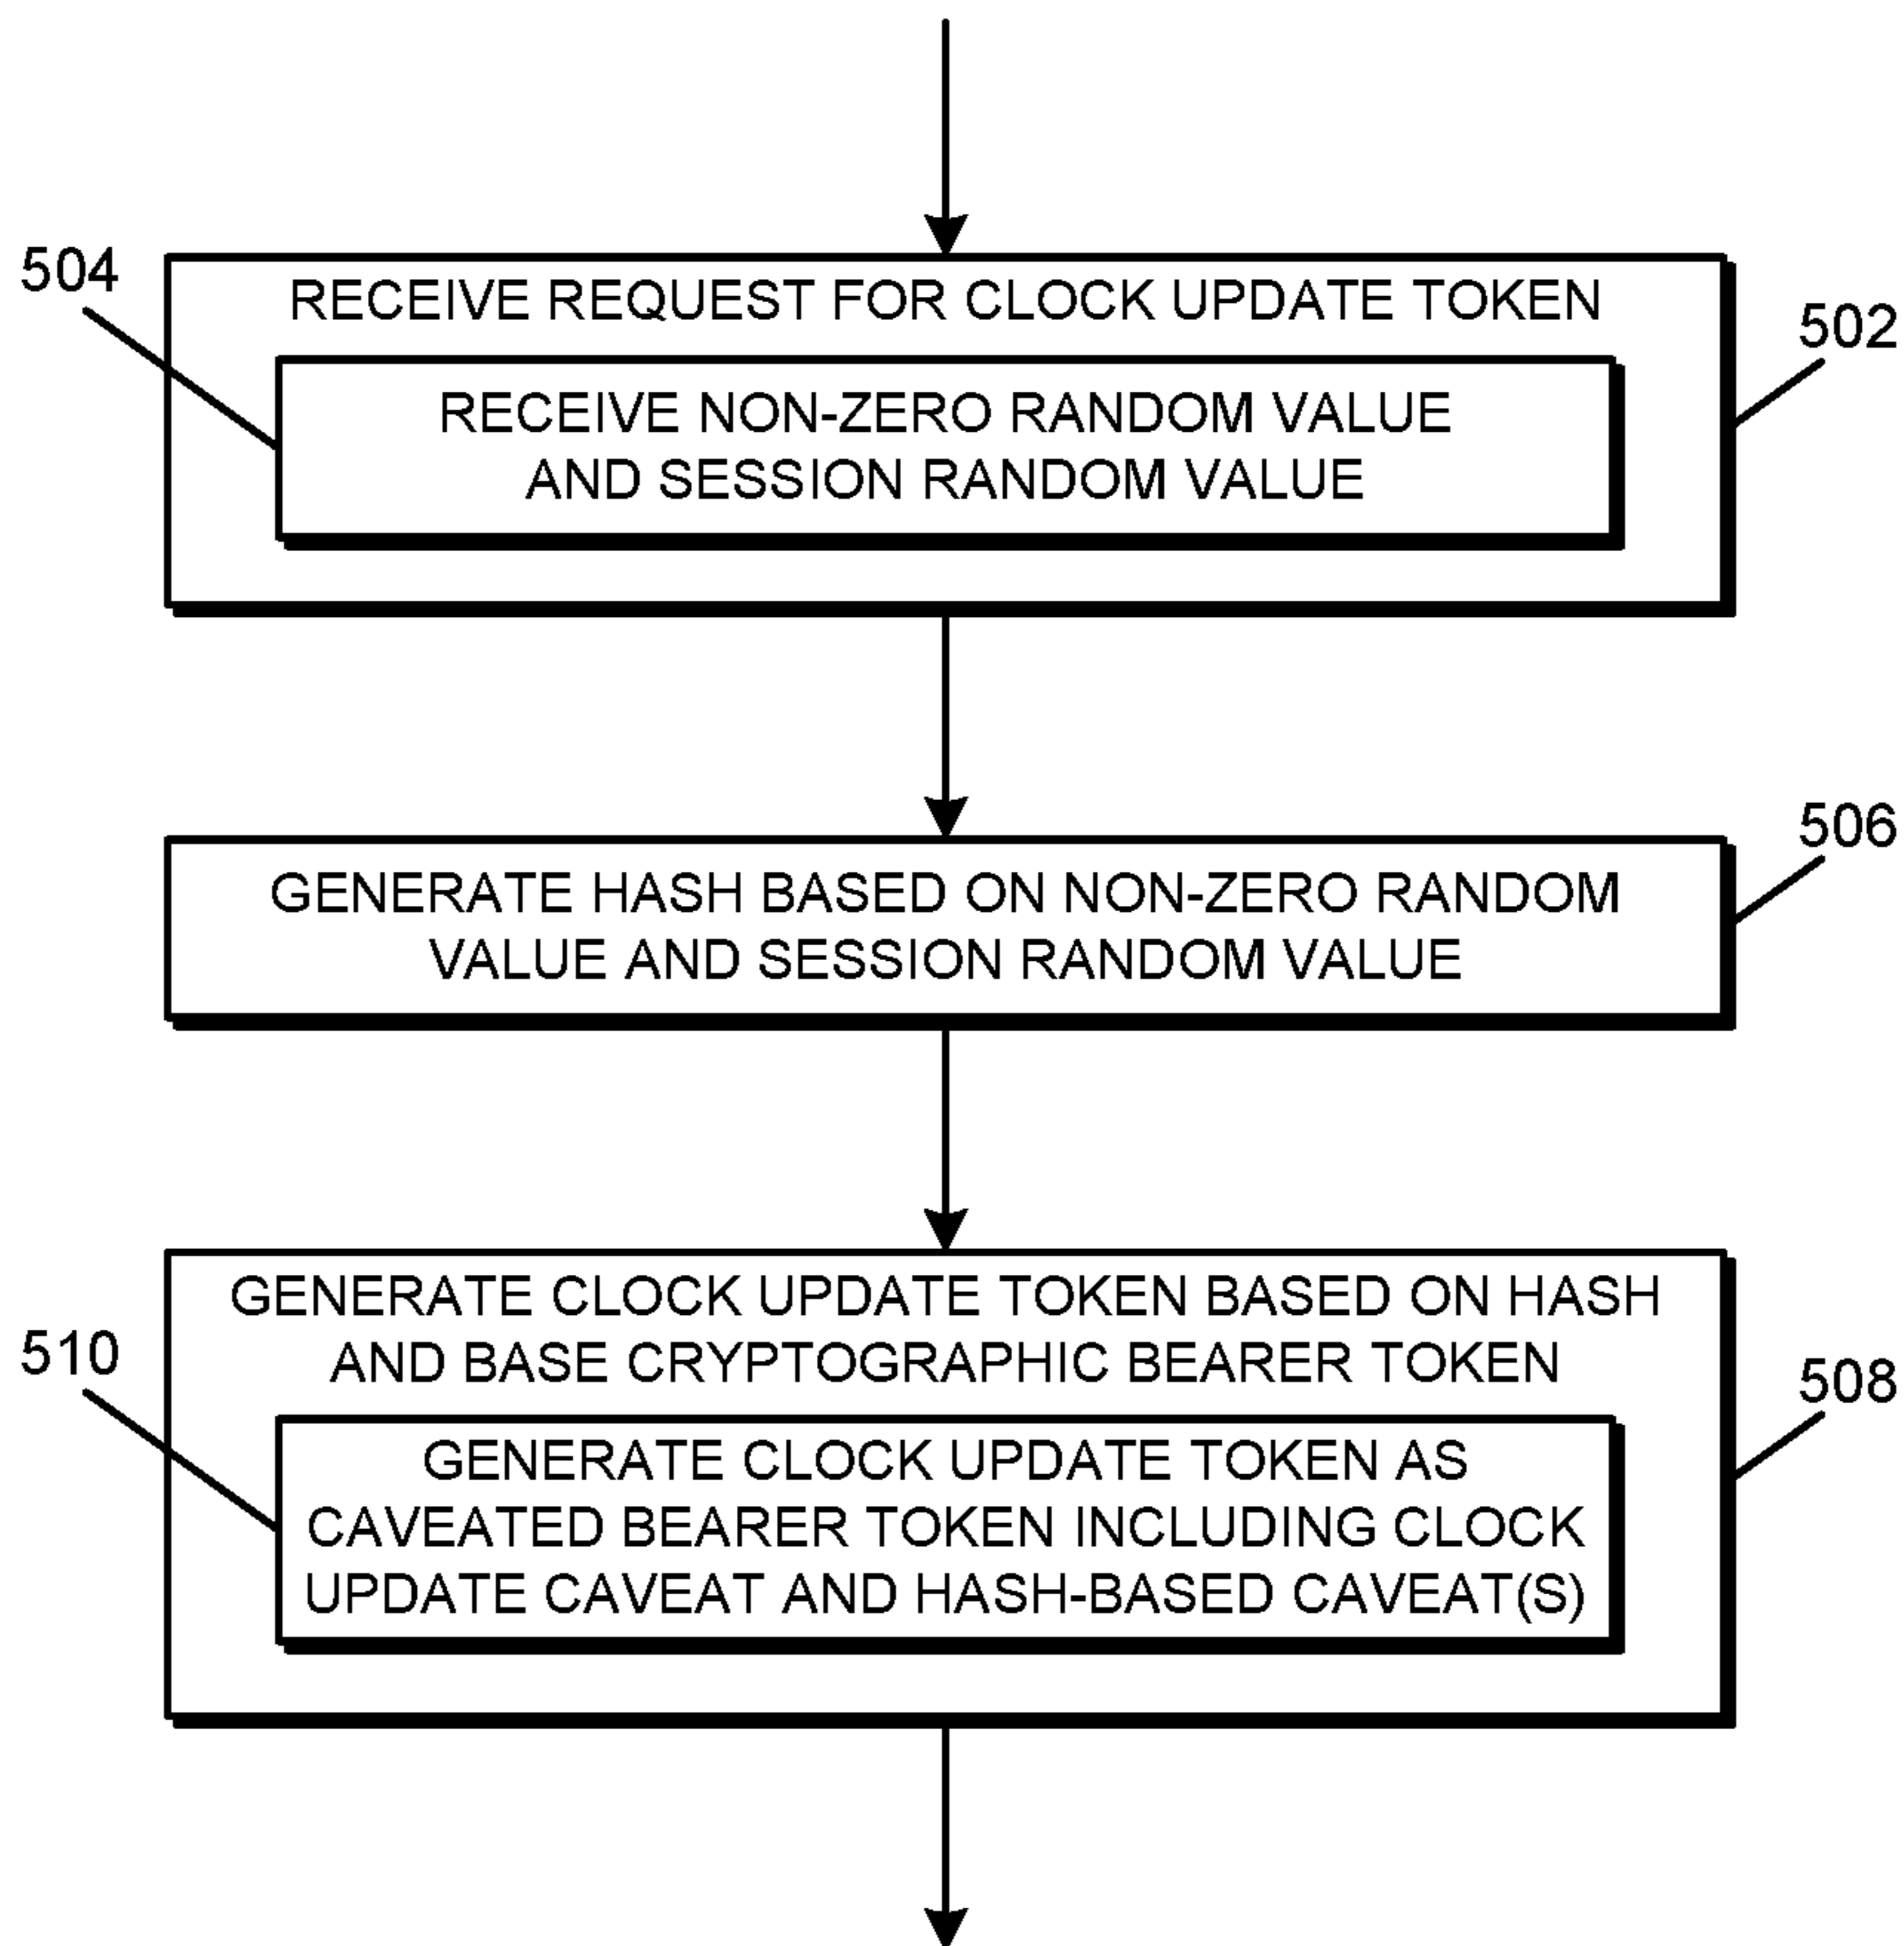 504
RECEIVE REQUEST FOR CLOCK UPDATE TOKEN
502
RECEIVE NON-ZERO RANDOM VALUE
AND SESSION RANDOM VALUE
506
GENERATE HASH BASED ON NON-ZERO RANDOM
VALUE AND SESSION RANDOM VALUE
GENERATE CLOCK UPDATE TOKEN BASED ON HASH
AND BASE CRYPTOGRAPHIC BEARER TOKEN
510
508
GENERATE CLOCK UPDATE TOKEN AS
CAVEATED BEARER TOKEN INCLUDING CLOCK
UPDATE CAVEAT AND HASH-BASED CAVEAT(S)